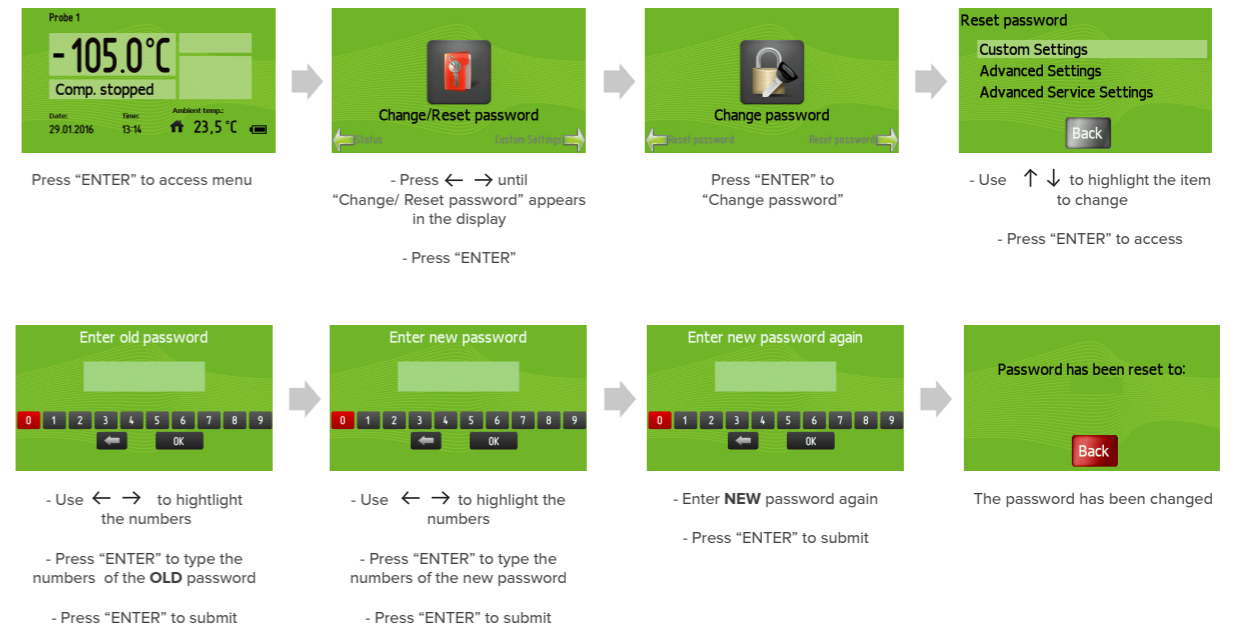 Probe 1
-105.0°C
Comp. stopped
Date:
Time:
Ambient temp.:
29.01.2016
13:14
23,5°C
Press “ENTER” to access menu
Change/Reset password
Status
Custom Settings
- Press ← → until
“Change/ Reset password” appears
in the display
- Press “ENTER”
Change password
Reset password
Reset password
Press “ENTER” to
“Change password”
Reset password
Custom Settings
Advanced Settings
Advanced Service Settings
Back
- Use ↑ ↓ to highlight the item
to change
- Press “ENTER” to access
Enter old password
0 1 2 3 4 5 6 7 8 9
OK
- Use ← → to hightlight
the numbers
- Press “ENTER” to type the
numbers of the OLD password
- Press “ENTER” to submit
Enter new password
0 1 2 3 4 5 6 7 8 9
OK
- Use ← → to highlight the
numbers
- Press “ENTER” to type the
numbers of the new password
- Press “ENTER” to submit
Enter new password again
0 1 2 3 4 5 6 7 8 9
OK
- Enter NEW password again
- Press “ENTER” to submit
Password has been reset to:
Back
The password has been changed